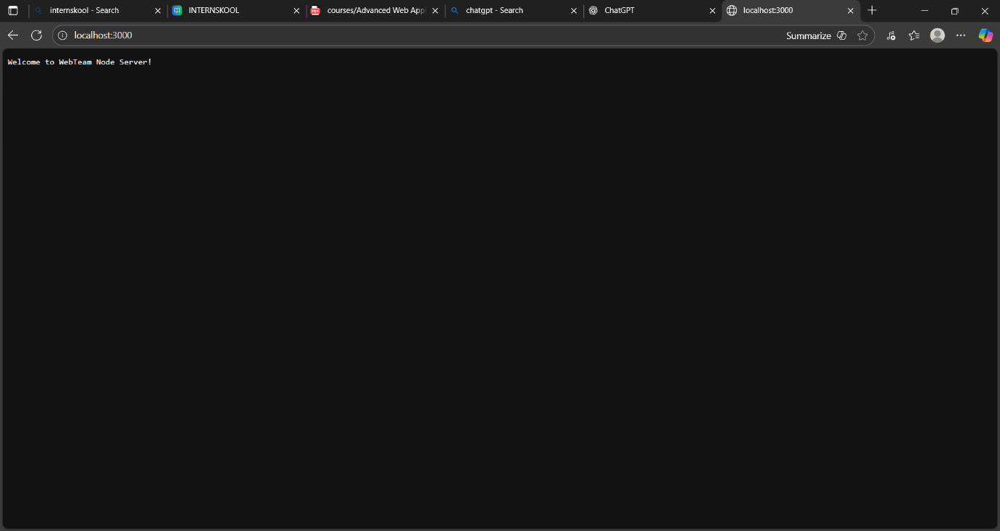 internskool - Search
INTERNSKOOL
courses/Advanced Web Appl
chatgpt - Search
ChatGPT
localhost:3000
localhost:3000
Summarize
Welcome to WebTeam Node Server!